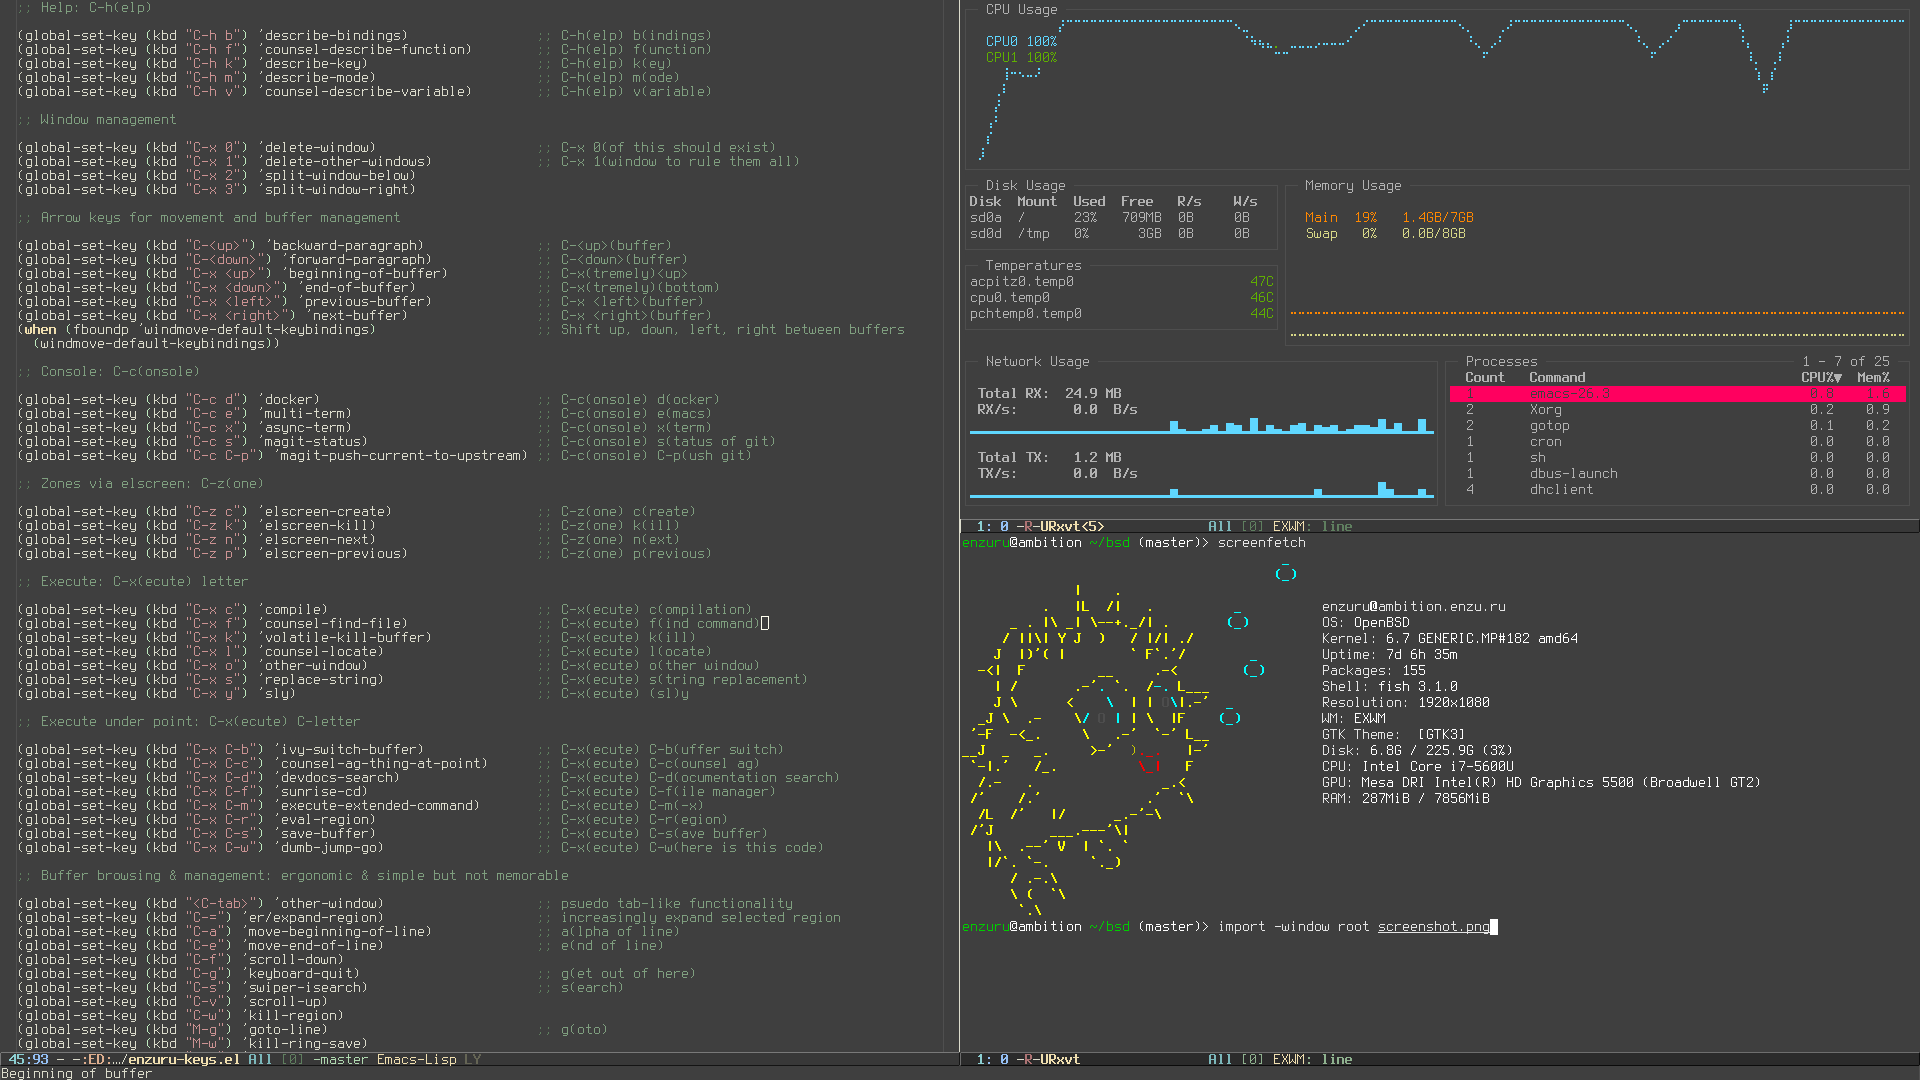 ;; Help: C-h(elp)
(global-set-key (kbd "C-h b") 'describe-bindings) ;; C-h(elp) b(indings)
(global-set-key (kbd "C-h f") 'counsel-describe-function) ;; C-h(elp) f(unction)
(global-set-key (kbd "C-h k") 'describe-key) ;; C-h(elp) k(ey)
(global-set-key (kbd "C-h m") 'describe-mode) ;; C-h(elp) m(ode)
(global-set-key (kbd "C-h v") 'counsel-describe-variable) ;; C-h(elp) v(ariable)
;; Window management
(global-set-key (kbd "C-x 0") 'delete-window) ;; C-x 0(of this should exist)
(global-set-key (kbd "C-x 1") 'delete-other-windows) ;; C-x 1(window to rule them all)
(global-set-key (kbd "C-x 2") 'split-window-below)
(global-set-key (kbd "C-x 3") 'split-window-right)
;; Arrow keys for movement and buffer management
(global-set-key (kbd "C-<up>") 'backward-paragraph) ;; C-<up>(buffer)
(global-set-key (kbd "C-<down>") 'forward-paragraph) ;; C-<down>(buffer)
(global-set-key (kbd "C-x <up>") 'beginning-of-buffer) ;; C-x(tremely)<up>
(global-set-key (kbd "C-x <down>") 'end-of-buffer) ;; C-x(tremely)(bottom)
(global-set-key (kbd "C-x <left>") 'previous-buffer) ;; C-x <left>(buffer)
(global-set-key (kbd "C-x <right>") 'next-buffer) ;; C-x <right>(buffer)
(when (fboundp 'windmove-default-keybindings) ;; Shift up, down, left, right between buffers
(windmove-default-keybindings))
;; Console: C-c(onsole)
(global-set-key (kbd "C-c d") 'docker) ;; C-c(onsole) d(ocker)
(global-set-key (kbd "C-c e") 'multi-term) ;; C-c(onsole) e(macs)
(global-set-key (kbd "C-c x") 'async-term) ;; C-c(onsole) x(term)
(global-set-key (kbd "C-c s") 'magit-status) ;; C-c(onsole) s(tatus of git)
(global-set-key (kbd "C-c C-p") 'magit-push-current-to-upstream) ;; C-c(onsole) C-p(ush git)
;; Zones via elscreen: C-z(one)
(global-set-key (kbd "C-z c") 'elscreen-create) ;; C-z(one) c(reate)
(global-set-key (kbd "C-z k") 'elscreen-kill) ;; C-z(one) k(ill)
(global-set-key (kbd "C-z n") 'elscreen-next) ;; C-z(one) n(ext)
(global-set-key (kbd "C-z p") 'elscreen-previous) ;; C-z(one) p(revious)
;; Execute: C-x(ecute) letter
(global-set-key (kbd "C-x c") 'compile) ;; C-x(ecute) c(ompilation)
(global-set-key (kbd "C-x f") 'counsel-find-file) ;; C-x(ecute) f(ind command)
(global-set-key (kbd "C-x k") 'volatile-kill-buffer) ;; C-x(ecute) k(ill)
(global-set-key (kbd "C-x l") 'counsel-locate) ;; C-x(ecute) l(ocate)
(global-set-key (kbd "C-x o") 'other-window) ;; C-x(ecute) o(ther window)
(global-set-key (kbd "C-x s") 'replace-string) ;; C-x(ecute) s(tring replacement)
(global-set-key (kbd "C-x y") 'sly) ;; C-x(ecute) (sl)y
;; Execute under point: C-x(ecute) C-letter
(global-set-key (kbd "C-x C-b") 'ivy-switch-buffer) ;; C-x(ecute) C-b(uffer switch)
(global-set-key (kbd "C-x C-c") 'counsel-ag-thing-at-point) ;; C-x(ecute) C-c(ounsel ag)
(global-set-key (kbd "C-x C-d") 'devdocs-search) ;; C-x(ecute) C-d(ocumentation search)
(global-set-key (kbd "C-x C-f") 'sunrise-cd) ;; C-x(ecute) C-f(ile manager)
(global-set-key (kbd "C-x C-m") 'execute-extended-command) ;; C-x(ecute) C-m(-x)
(global-set-key (kbd "C-x C-r") 'eval-region) ;; C-x(ecute) C-r(egion)
(global-set-key (kbd "C-x C-s") 'save-buffer) ;; C-x(ecute) C-s(ave buffer)
(global-set-key (kbd "C-x C-w") 'dumb-jump-go) ;; C-x(ecute) C-w(here is this code)
;; Buffer browsing & management: ergonomic & simple but not memorable
(global-set-key (kbd "<C-tab>") 'other-window) ;; psuedo tab-like functionality
(global-set-key (kbd "C-=") 'er/expand-region) ;; increasingly expand selected region
(global-set-key (kbd "C-a") 'move-beginning-of-line) ;; a(lpha of line)
(global-set-key (kbd "C-e") 'move-end-of-line) ;; e(nd of line)
(global-set-key (kbd "C-f") 'scroll-down)
(global-set-key (kbd "C-g") 'keyboard-quit) ;; g(et out of here)
(global-set-key (kbd "C-s") 'swiper-isearch) ;; s(earch)
(global-set-key (kbd "C-v") 'scroll-up)
(global-set-key (kbd "C-w") 'kill-region)
(global-set-key (kbd "M-g") 'goto-line) ;; g(oto)
(global-set-key (kbd "M-w") 'kill-ring-save)
45:93 - -:ED:…/enzuru-keys.el All [0] -master Emacs-Lisp LY
Beginning of buffer
CPU Usage
CPU0 100%
CPU1 100%
Disk Usage
Disk Mount Used Free R/s W/s
sd0a / 23% 709MB 0B 0B
sd0d /tmp 0% 3GB 0B 0B
Memory Usage
Main 19% 1.4GB/7GB
Swap 0% 0.0B/8GB
Temperatures
acpitz0.temp0 47C
cpu0.temp0 46C
pchtemp0.temp0 44C
Network Usage
Total RX: 24.9 MB
RX/s: 0.0 B/s
Total TX: 1.2 MB
TX/s: 0.0 B/s
Processes 1 - 7 of 25
Count Command CPU%▼ Mem%
1 emacs-26.3 0.8 1.6
2 Xorg 0.2 0.9
2 gotop 0.1 0.2
1 cron 0.0 0.0
1 sh 0.0 0.0
1 dbus-launch 0.0 0.0
4 dhclient 0.0 0.0
1: 0 -R-URxvt<5> All [0] EXWM: line
enzuru@ambition ~/bsd (master)> screenfetch
enzuru@ambition.enzu.ru
OS: OpenBSD
Kernel: 6.7 GENERIC.MP#182 amd64
Uptime: 7d 6h 35m
Packages: 155
Shell: fish 3.1.0
Resolution: 1920x1080
WM: EXWM
GTK Theme: [GTK3]
Disk: 6.8G / 225.9G (3%)
CPU: Intel Core i7-5600U
GPU: Mesa DRI Intel(R) HD Graphics 5500 (Broadwell GT2)
RAM: 287MiB / 7856MiB
enzuru@ambition ~/bsd (master)> import -window root screenshot.png
1: 0 -R-URxvt All [0] EXWM: line